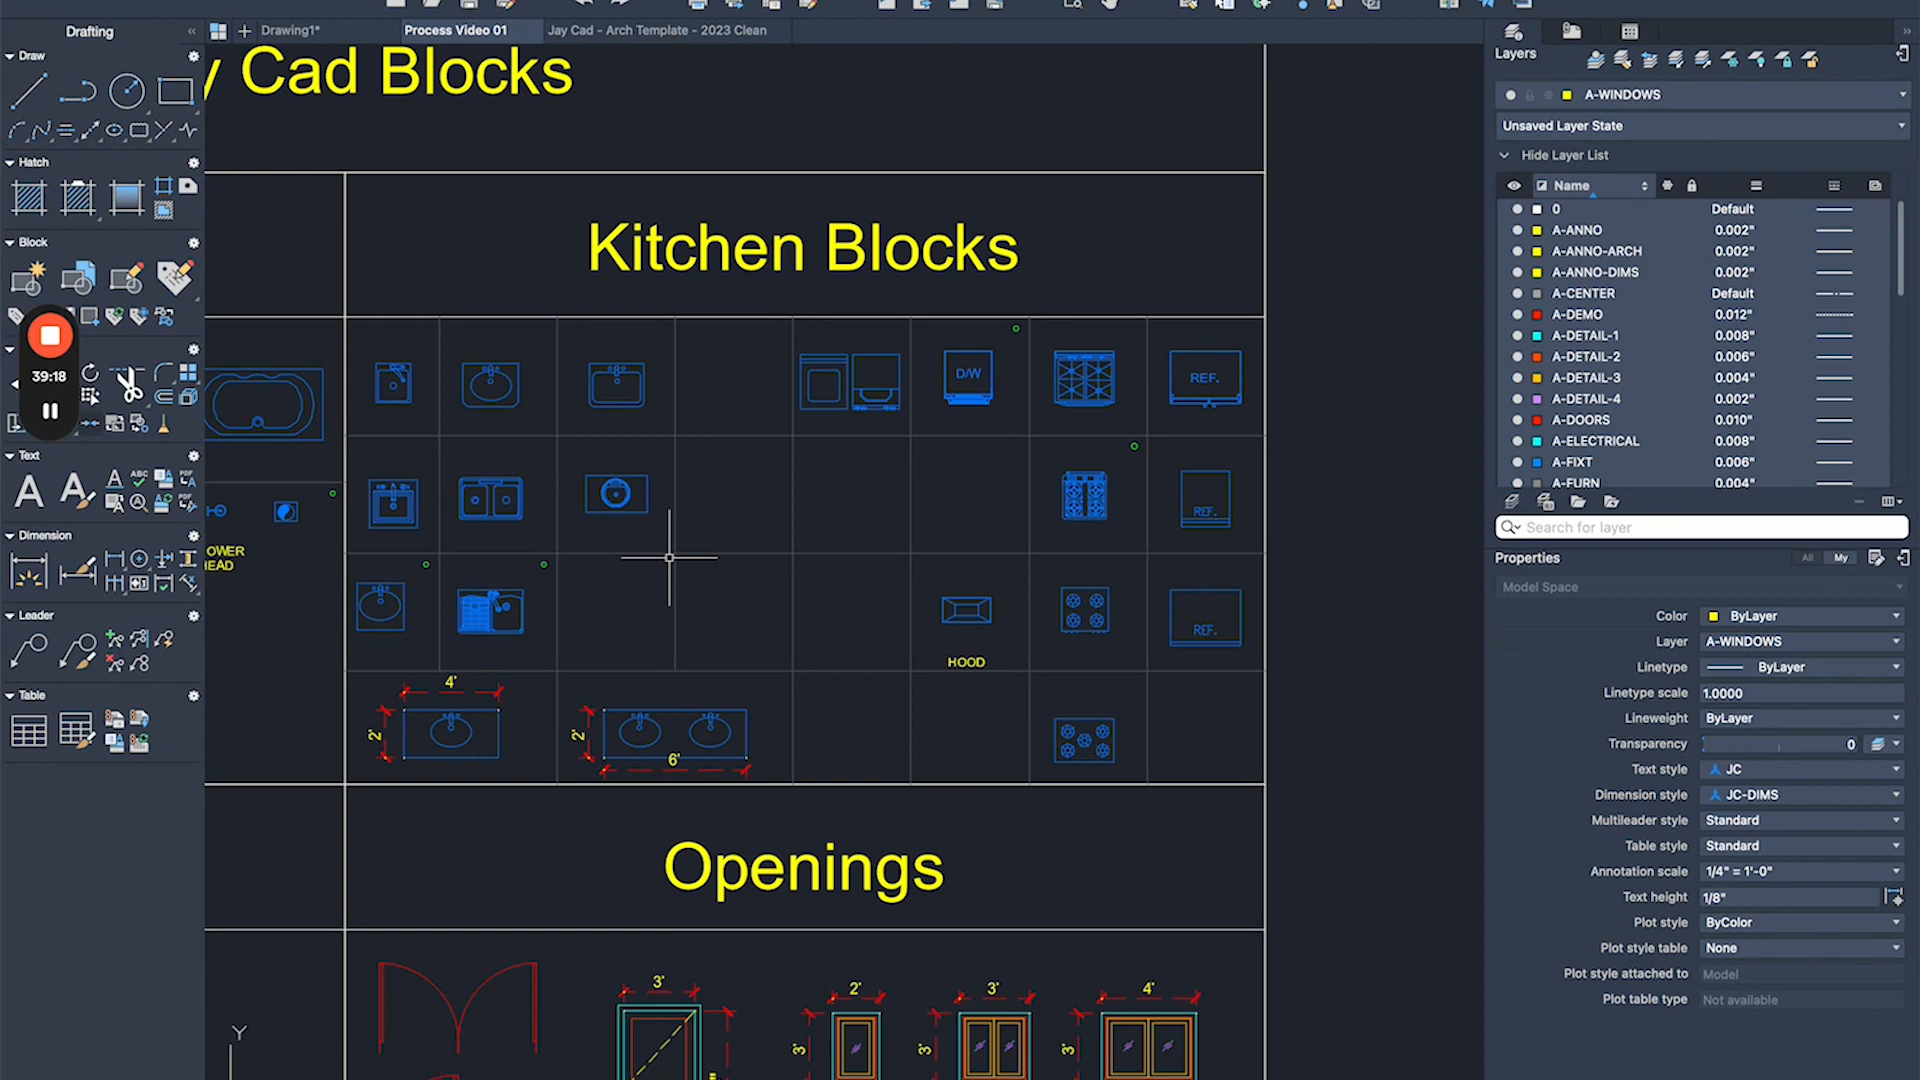 Drafting
Drawing1*
Process Video 01
Jay Cad - Arch Template - 2023 Clean
Draw
Hatch
Block
39:18
Text
Dimension
Leader
Table
y Cad Blocks
Kitchen Blocks
D/W
REF.
REF.
OWER
HEAD
HOOD
REF.
4'
2'
2'
6'
Openings
3'
2'
3'
4'
3'
3'
3'
Y
Layers
A-WINDOWS
Unsaved Layer State
Hide Layer List
Name
0 Default
A-ANNO 0.002"
A-ANNO-ARCH 0.002"
A-ANNO-DIMS 0.002"
A-CENTER Default
A-DEMO 0.012"
A-DETAIL-1 0.008"
A-DETAIL-2 0.006"
A-DETAIL-3 0.004"
A-DETAIL-4 0.002"
A-DOORS 0.010"
A-ELECTRICAL 0.008"
A-FIXT 0.006"
A-FURN 0.004"
Search for layer
Properties
All My
Model Space
Color ByLayer
Layer A-WINDOWS
Linetype ByLayer
Linetype scale 1.0000
Lineweight ByLayer
Transparency 0
Text style JC
Dimension style JC-DIMS
Multileader style Standard
Table style Standard
Annotation scale 1/4" = 1'-0"
Text height 1/8"
Plot style ByColor
Plot style table None
Plot style attached to Model
Plot table type Not available